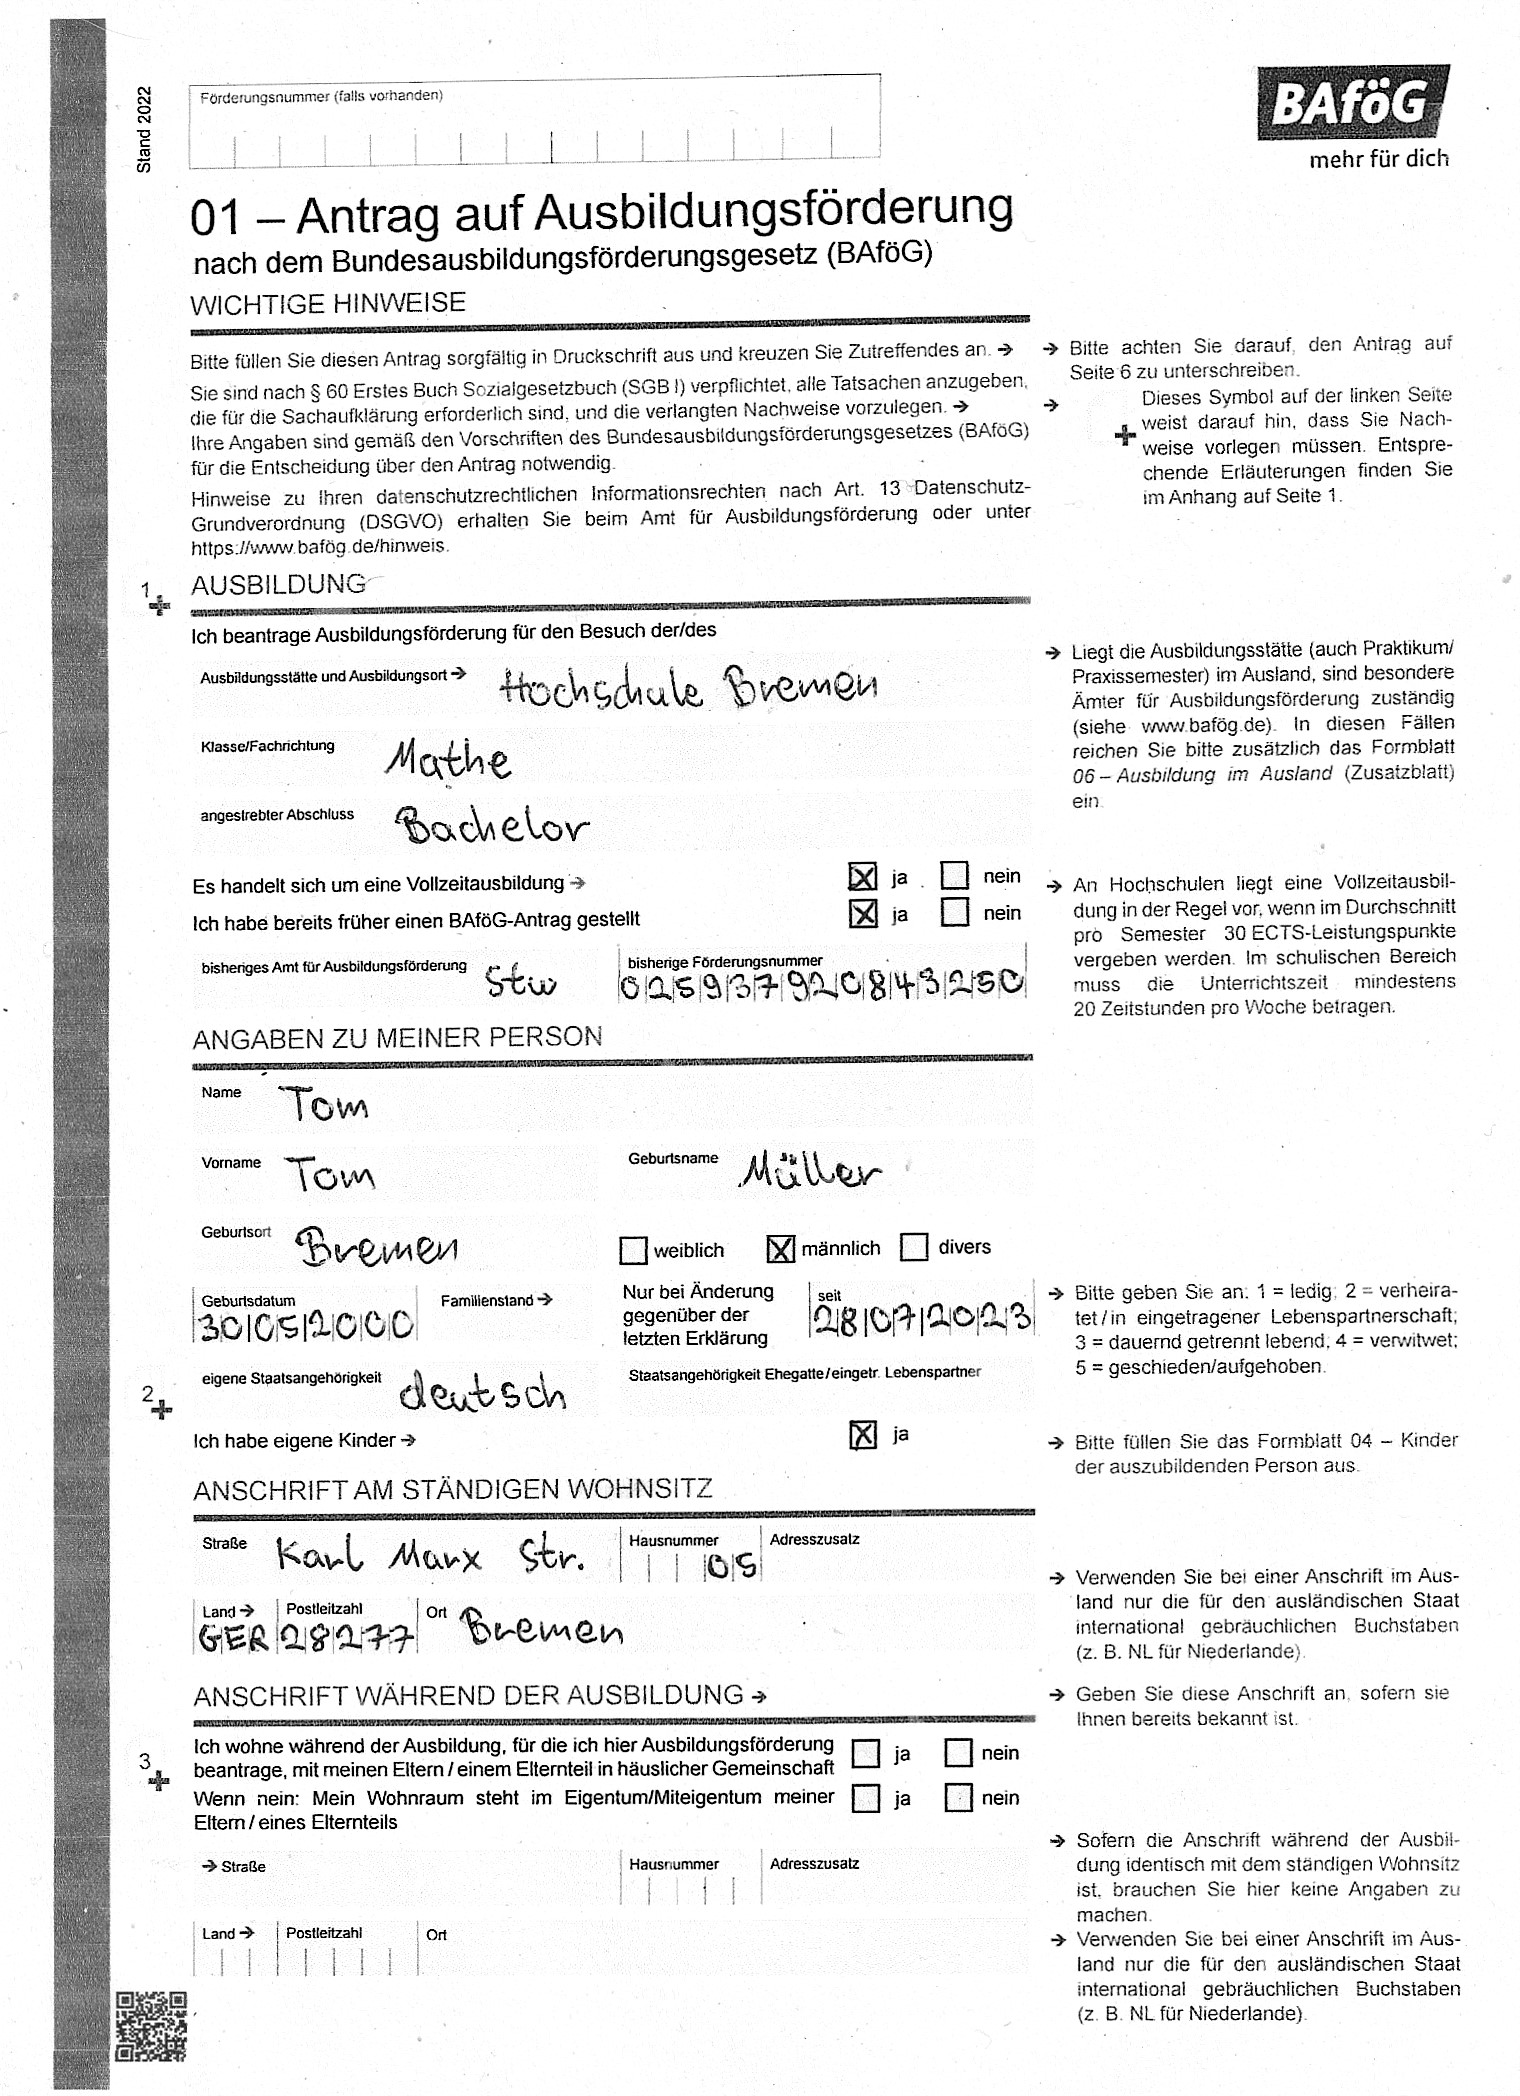 Stand 2022
Förderungsnummer (falls vorhanden)
BAföG
mehr für dich
01 – Antrag auf Ausbildungsförderung
nach dem Bundesausbildungsförderungsgesetz (BAföG)
WICHTIGE HINWEISE
Bitte füllen Sie diesen Antrag sorgfältig in Druckschrift aus und kreuzen Sie Zutreffendes an. →
Sie sind nach § 60 Erstes Buch Sozialgesetzbuch (SGB I) verpflichtet, alle Tatsachen anzugeben,
die für die Sachaufklärung erforderlich sind, und die verlangten Nachweise vorzulegen. →
Ihre Angaben sind gemäß den Vorschriften des Bundesausbildungsförderungsgesetzes (BAföG)
für die Entscheidung über den Antrag notwendig.
Hinweise zu Ihren datenschutzrechtlichen Informationsrechten nach Art. 13 Datenschutz-
Grundverordnung (DSGVO) erhalten Sie beim Amt für Ausbildungsförderung oder unter
https://www.bafög.de/hinweis.
→ Bitte achten Sie darauf, den Antrag auf
Seite 6 zu unterschreiben.
→ Dieses Symbol auf der linken Seite
+ weist darauf hin, dass Sie Nach-
weise vorlegen müssen. Entspre-
chende Erläuterungen finden Sie
im Anhang auf Seite 1.
1 + AUSBILDUNG
Ich beantrage Ausbildungsförderung für den Besuch der/des
Ausbildungsstätte und Ausbildungsort → Hochschule Bremen
Klasse/Fachrichtung Mathe
angestrebter Abschluss Bachelor
→ Liegt die Ausbildungsstätte (auch Praktikum/
Praxissemester) im Ausland, sind besondere
Ämter für Ausbildungsförderung zuständig
(siehe www.bafög.de). In diesen Fällen
reichen Sie bitte zusätzlich das Formblatt
06 – Ausbildung im Ausland (Zusatzblatt)
ein.
Es handelt sich um eine Vollzeitausbildung → ☒ ja ☐ nein
Ich habe bereits früher einen BAföG-Antrag gestellt ☒ ja ☐ nein
bisheriges Amt für Ausbildungsförderung Stw bisherige Förderungsnummer 025937920843250
→ An Hochschulen liegt eine Vollzeitausbil-
dung in der Regel vor, wenn im Durchschnitt
pro Semester 30 ECTS-Leistungspunkte
vergeben werden. Im schulischen Bereich
muss die Unterrichtszeit mindestens
20 Zeitstunden pro Woche betragen.
ANGABEN ZU MEINER PERSON
Name Tom
Vorname Tom Geburtsname Müller
Geburtsort Bremen ☐ weiblich ☒ männlich ☐ divers
Geburtsdatum 30052000 Familienstand →
Nur bei Änderung
gegenüber der
letzten Erklärung
seit 28072023
→ Bitte geben Sie an: 1 = ledig; 2 = verheira-
tet/in eingetragener Lebenspartnerschaft;
3 = dauernd getrennt lebend; 4 = verwitwet;
5 = geschieden/aufgehoben.
2 + eigene Staatsangehörigkeit deutsch Staatsangehörigkeit Ehegatte/eingetr. Lebenspartner
Ich habe eigene Kinder → ☒ ja
→ Bitte füllen Sie das Formblatt 04 – Kinder
der auszubildenden Person aus.
ANSCHRIFT AM STÄNDIGEN WOHNSITZ
Straße Karl Marx Str. Hausnummer 05 Adresszusatz
Land → GER Postleitzahl 28277 Ort Bremen
→ Verwenden Sie bei einer Anschrift im Aus-
land nur die für den ausländischen Staat
international gebräuchlichen Buchstaben
(z. B. NL für Niederlande).
ANSCHRIFT WÄHREND DER AUSBILDUNG →
→ Geben Sie diese Anschrift an, sofern sie
Ihnen bereits bekannt ist.
3 + Ich wohne während der Ausbildung, für die ich hier Ausbildungsförderung
beantrage, mit meinen Eltern / einem Elternteil in häuslicher Gemeinschaft ☐ ja ☐ nein
Wenn nein: Mein Wohnraum steht im Eigentum/Miteigentum meiner
Eltern / eines Elternteils ☐ ja ☐ nein
→ Straße Hausnummer Adresszusatz
Land → Postleitzahl Ort
→ Sofern die Anschrift während der Ausbil-
dung identisch mit dem ständigen Wohnsitz
ist, brauchen Sie hier keine Angaben zu
machen.
→ Verwenden Sie bei einer Anschrift im Aus-
land nur die für den ausländischen Staat
international gebräuchlichen Buchstaben
(z. B. NL für Niederlande).